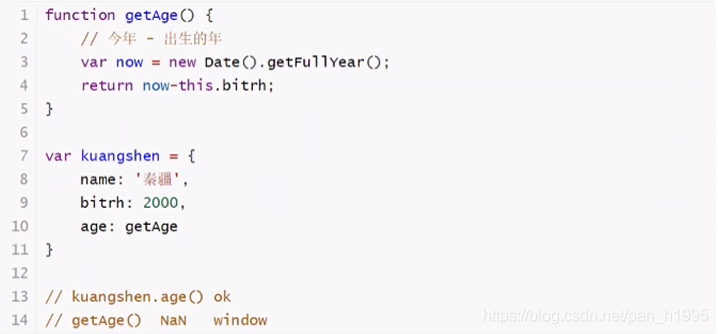 1 function getAge() {
2     // 今年 - 出生的年
3     var now = new Date().getFullYear();
4     return now-this.bitrh;
5 }
6
7 var kuangshen = {
8     name: '秦疆',
9     bitrh: 2000,
10     age: getAge
11 }
12
13 // kuangshen.age() ok
14 // getAge()  NaN   window
https://blog.csdn.net/pan_h1995